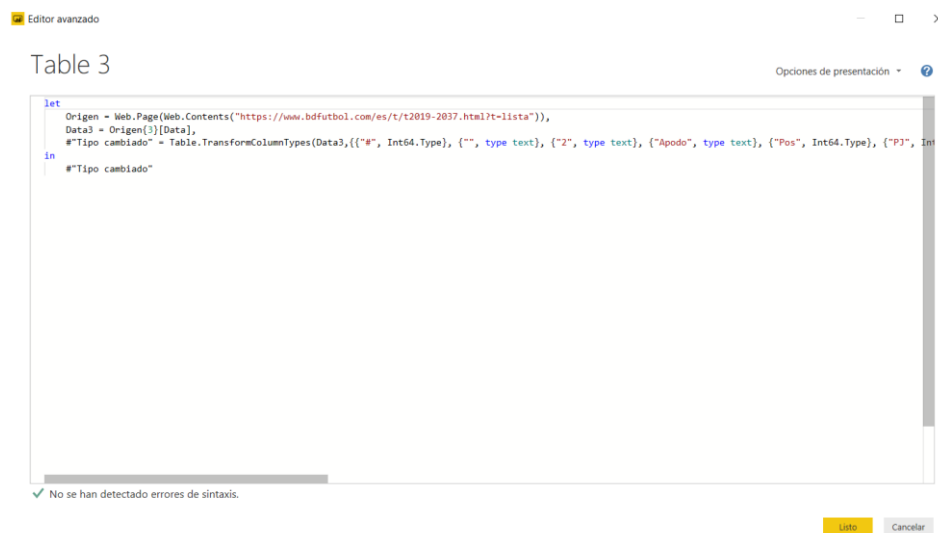 Editor avanzado
Table 3
Opciones de presentación
?
let
Origen = Web.Page(Web.Contents("https://www.bdfutbol.com/es/t/t2019-2037.html?t=lista")),
Data3 = Origen{3}[Data],
#"Tipo cambiado" = Table.TransformColumnTypes(Data3,{{"#", Int64.Type}, {"", type text}, {"2", type text}, {"Apodo", type text}, {"Pos", Int64.Type}, {"PJ", Int
in
#"Tipo cambiado"
No se han detectado errores de sintaxis.
Listo Cancelar